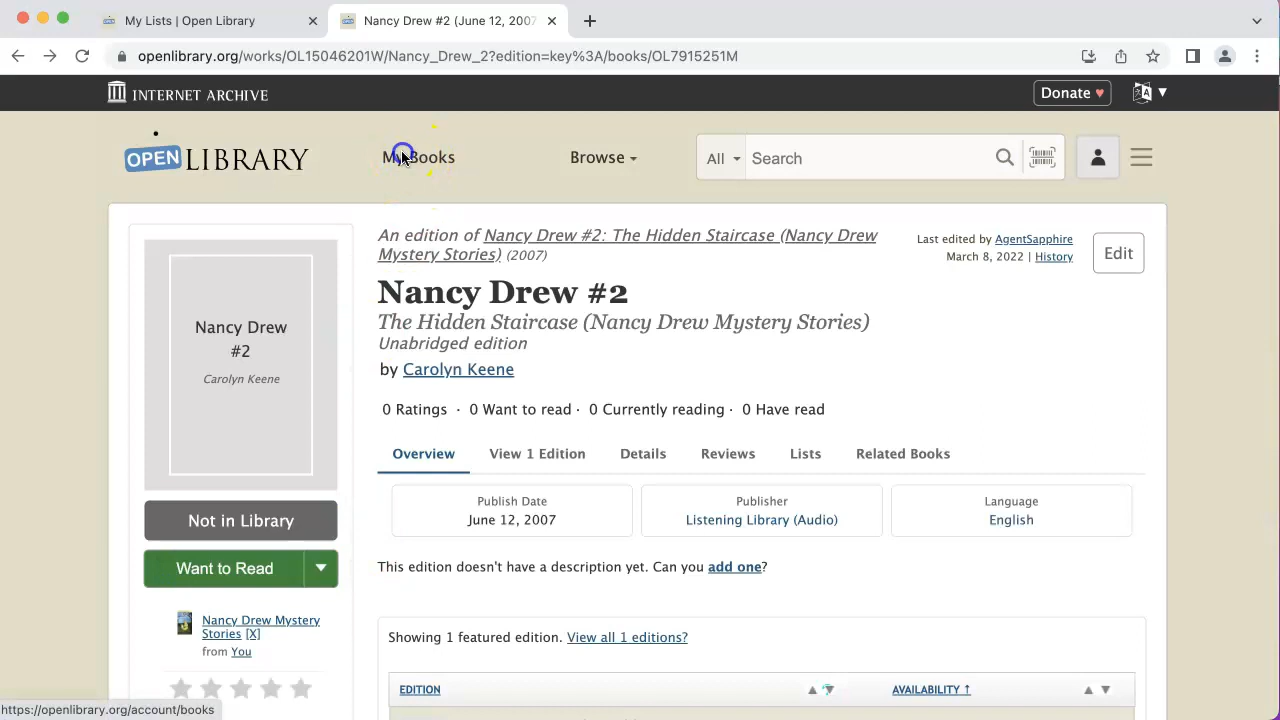 My Lists | Open Library
Nancy Drew #2 (June 12, 2007
openlibrary.org/works/OL15046201W/Nancy_Drew_2?edition=key%3A/books/OL7915251M
INTERNET ARCHIVE
Donate ♥
OPEN LIBRARY
My Books
Browse
All
Search
An edition of Nancy Drew #2: The Hidden Staircase (Nancy Drew
Mystery Stories) (2007)
Last edited by AgentSapphire
March 8, 2022 | History
Edit
Nancy Drew #2
The Hidden Staircase (Nancy Drew Mystery Stories)
Unabridged edition
by Carolyn Keene
Nancy Drew
#2
Carolyn Keene
0 Ratings · 0 Want to read · 0 Currently reading · 0 Have read
Overview View 1 Edition Details Reviews Lists Related Books
Publish Date
June 12, 2007
Publisher
Listening Library (Audio)
Language
English
Not in Library
Want to Read
This edition doesn't have a description yet. Can you add one?
Nancy Drew Mystery
Stories [X]
from You
Showing 1 featured edition. View all 1 editions?
EDITION
AVAILABILITY ↑
https://openlibrary.org/account/books